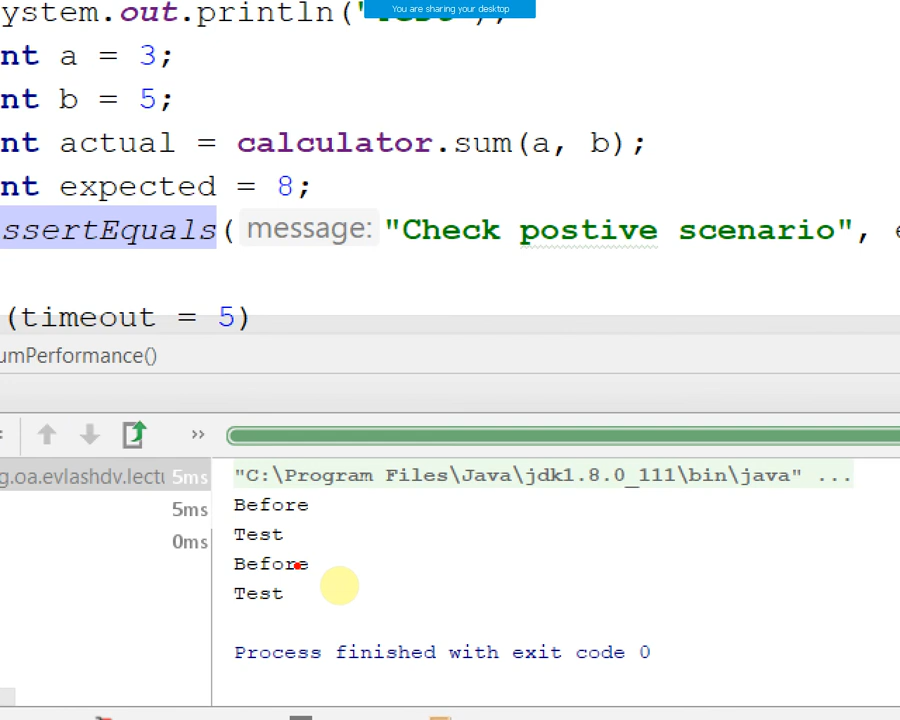 You are sharing your desktop
ystem.out.println("Test");
nt a = 3;
nt b = 5;
nt actual = calculator.sum(a, b);
nt expected = 8;
ssertEquals( message: "Check postive scenario", e
(timeout = 5)
umPerformance()
g.oa.evlashdv.lectu 5ms
5ms
0ms
"C:\Program Files\Java\jdk1.8.0_111\bin\java" ...
Before
Test
Before
Test
Process finished with exit code 0